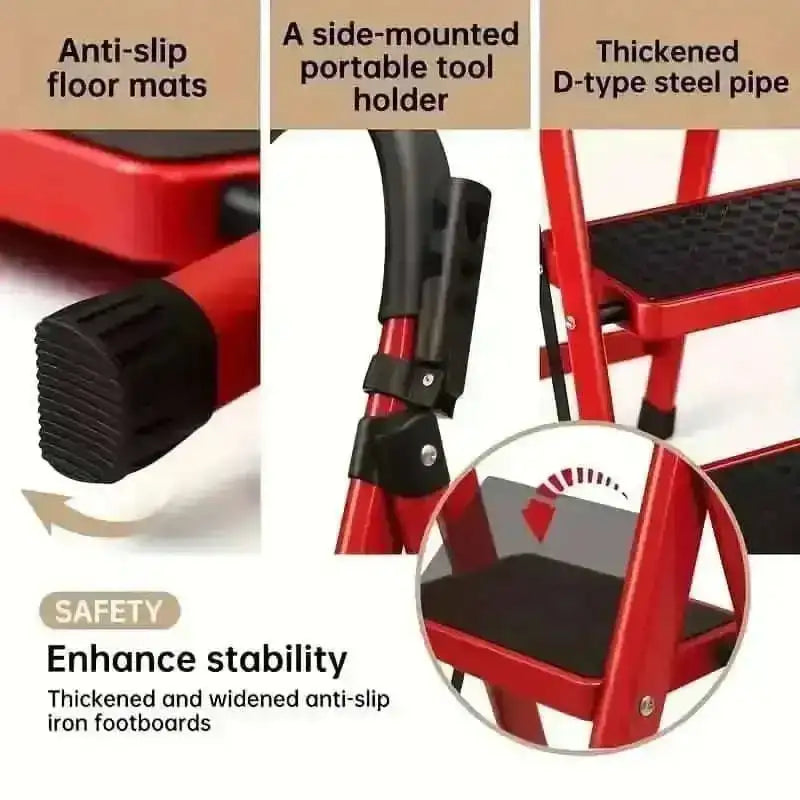 Anti-slip
floor mats
A side-mounted
portable tool
holder
Thickened
D-type steel pipe
SAFETY
Enhance stability
Thickened and widened anti-slip
iron footboards